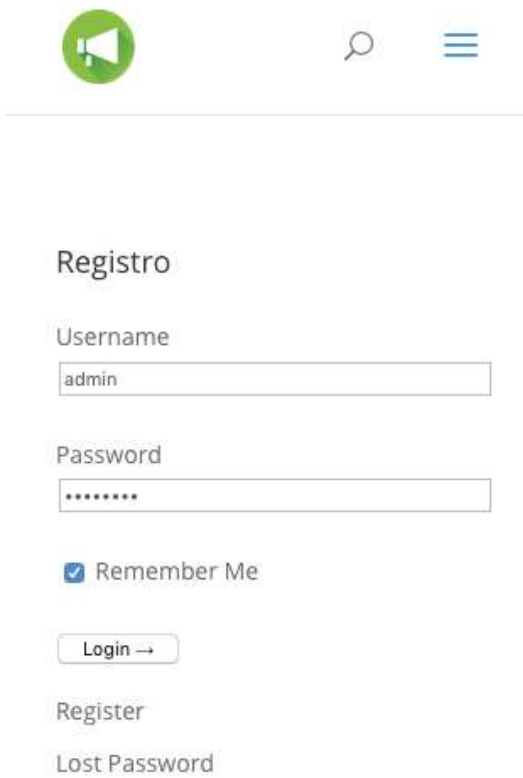 Registro
Username
admin
Password
••••••••
Remember Me
Login →
Register
Lost Password